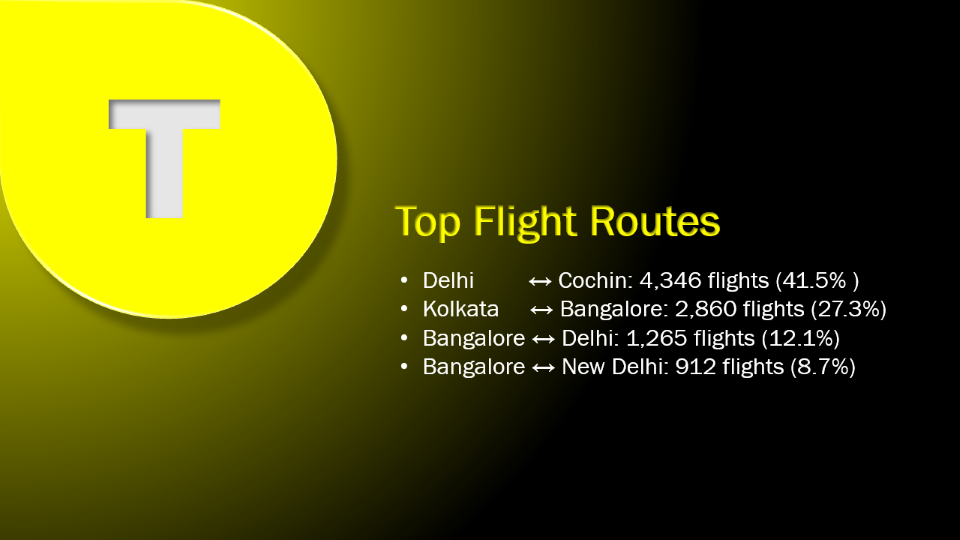 T
Top Flight Routes
• Delhi ↔ Cochin: 4,346 flights (41.5% )
• Kolkata ↔ Bangalore: 2,860 flights (27.3%)
• Bangalore ↔ Delhi: 1,265 flights (12.1%)
• Bangalore ↔ New Delhi: 912 flights (8.7%)